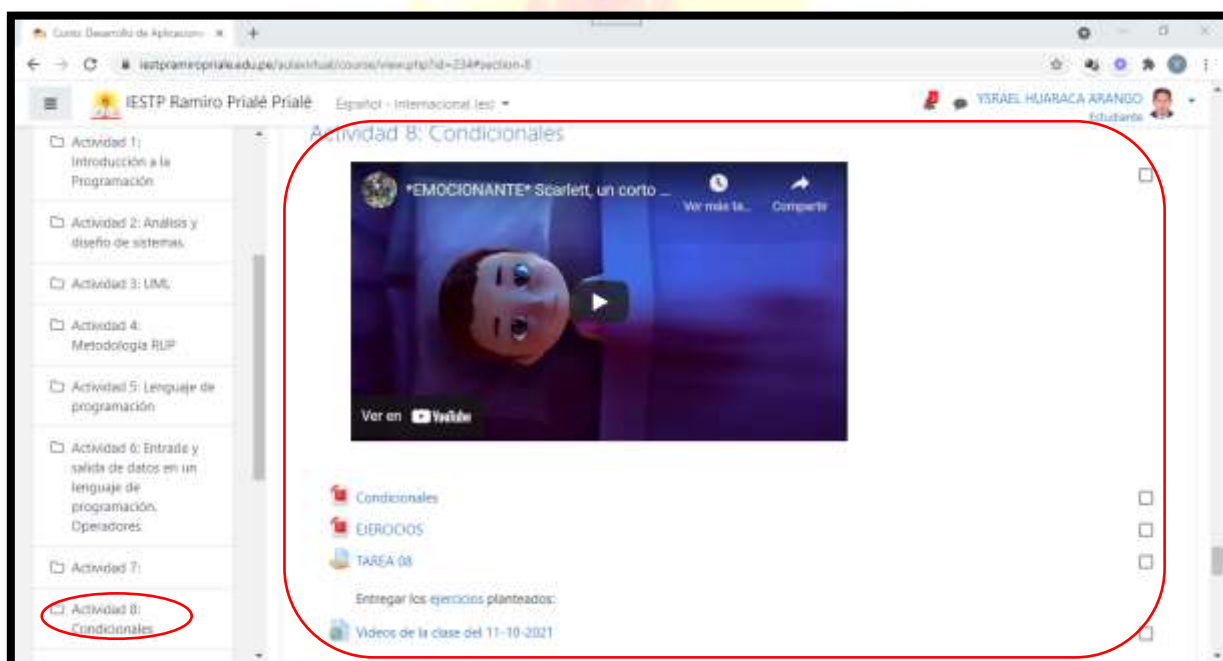 Curso: Desarrollo de Aplicacion
iestpramiropriale.edu.pe/aulavirtual/course/view.php?id=234#section-8
IESTP Ramiro Prialé Prialé
Español - Internacional (es)
YSRAEL HUARACA ARANGO
Estudiante
Actividad 1:
Introducción a la
Programación
Actividad 2: Análisis y
diseño de sistemas.
Actividad 3: UML
Actividad 4:
Metodología RUP
Actividad 5: Lenguaje de
programación
Actividad 6: Entrada y
salida de datos en un
lenguaje de
programación.
Operadores
Actividad 7:
Actividad 8:
Condicionales
Actividad 8: Condicionales
*EMOCIONANTE* Scarlett, un corto ...
Ver más ta...
Compartir
Ver en YouTube
Condicionales
EJERCICIOS
TAREA 08
Entregar los ejercicios planteados:
Videos de la clase del 11-10-2021